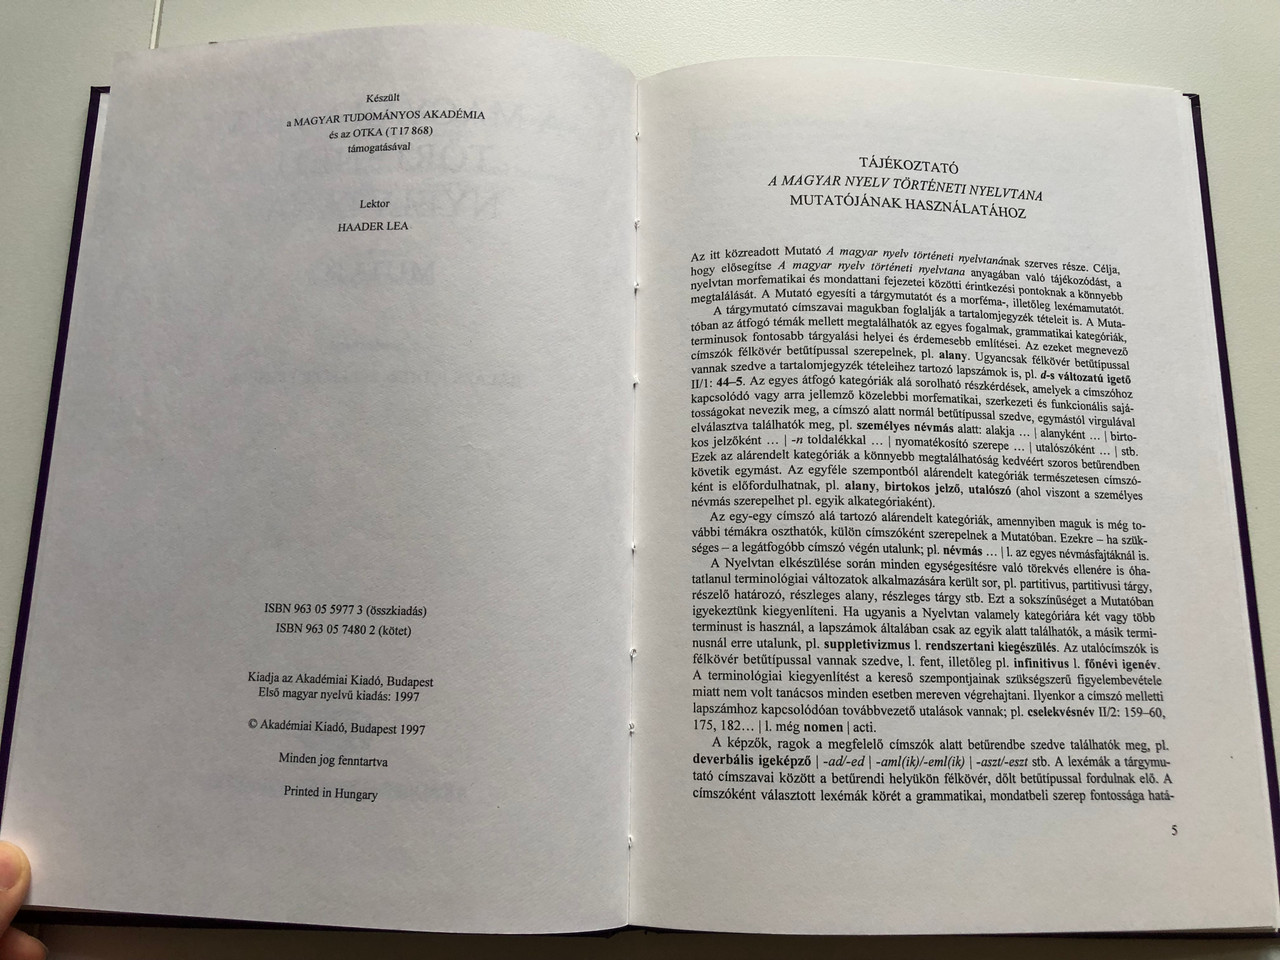 Készült
a MAGYAR TUDOMÁNYOS AKADÉMIA
és az OTKA (T 17 868)
támogatásával
Lektor
HAADER LEA
ISBN 963 05 5977 3 (összkiadás)
ISBN 963 05 7480 2 (kötet)
Kiadja az Akadémiai Kiadó, Budapest
Első magyar nyelvű kiadás: 1997
© Akadémiai Kiadó, Budapest 1997
Minden jog fenntartva
Printed in Hungary
TÁJÉKOZTATÓ
A MAGYAR NYELV TÖRTÉNETI NYELVTANA
MUTATÓJÁNAK HASZNÁLATÁHOZ
Az itt közreadott Mutató A magyar nyelv történeti nyelvtanának szerves része. Célja,
hogy elősegítse A magyar nyelv történeti nyelvtana anyagában való tájékozódást, a
nyelvtan morfematikai és mondattani fejezetei közötti érintkezési pontoknak a könnyebb
megtalálását. A Mutató egyesíti a tárgymutatót és a morféma-, illetőleg lexémamutatót.
A tárgymutató címszavai magukban foglalják a tartalomjegyzék tételeit is. A Muta-
tóban az átfogó témák mellett megtalálhatók az egyes fogalmak, grammatikai kategóriák,
terminusok fontosabb tárgyalási helyei és érdemesebb említései. Az ezeket megnevező
címszók félkövér betűtípussal szerepelnek, pl. alany. Ugyancsak félkövér betűtípussal
vannak szedve a tartalomjegyzék tételeihez tartozó lapszámok is, pl. d-s változatú igető
II/1: 44–5. Az egyes átfogó kategóriák alá sorolható részkérdések, amelyek a címszóhoz
kapcsolódó vagy arra jellemző közelebbi morfematikai, szerkezeti és funkcionális sajá-
tosságokat nevezik meg, a címszó alatt normál betűtípussal szedve, egymástól virgulával
elválasztva találhatók meg, pl. személyes névmás alatt: alakja ... | alanyként ... | birto-
kos jelzőként ... | -n toldalékkal ... | nyomatékosító szerepe ... | utalószóként ... | stb.
Ezek az alárendelt kategóriák a könnyebb megtalálhatóság kedvéért szoros betűrendben
követik egymást. Az egyféle szempontból alárendelt kategóriák természetesen címszó-
ként is előfordulhatnak, pl. alany, birtokos jelző, utalószó (ahol viszont a személyes
névmás szerepelhet pl. egyik alkategóriaként).
Az egy-egy címszó alá tartozó alárendelt kategóriák, amennyiben maguk is még to-
vábbi témákra oszthatók, külön címszóként szerepelnek a Mutatóban. Ezekre – ha szük-
séges – a legátfogóbb címszó végén utalunk; pl. névmás ... | l. az egyes névmásfajtáknál is.
A Nyelvtan elkészülése során minden egységesítésre való törekvés ellenére is óha-
tatlanul terminológiai változatok alkalmazására került sor, pl. partitivus, partitivusi tárgy,
részelő határozó, részleges alany, részleges tárgy stb. Ezt a sokszínűséget a Mutatóban
igyekeztünk kiegyenlíteni. Ha ugyanis a Nyelvtan valamely kategóriára két vagy több
terminust is használ, a lapszámok általában csak az egyik alatt találhatók, a másik termi-
nusnál erre utalunk, pl. suppletivizmus l. rendszertani kiegészülés. Az utalócímszók is
félkövér betűtípussal vannak szedve, l. fent, illetőleg pl. infinitivus l. főnévi igenév.
A terminológiai kiegyenlítést a kereső szempontjainak szükségszerű figyelembevétele
miatt nem volt tanácsos minden esetben mereven végrehajtani. Ilyenkor a címszó melletti
lapszámhoz kapcsolódóan továbbvezető utalások vannak; pl. cselekvésnév II/2: 159–60,
175, 182... | l. még nomen | acti.
A képzők, ragok a megfelelő címszók alatt betűrendbe szedve találhatók meg, pl.
deverbális igeképző | -ad/-ed | -aml(ik)/-eml(ik) | -aszt/-eszt stb. A lexémák a tárgymu-
tató címszavai között a betűrendi helyükön félkövér, dőlt betűtípussal fordulnak elő. A
címszóként választott lexémák körét a grammatikai, mondatbeli szerep fontossága hatá-
5